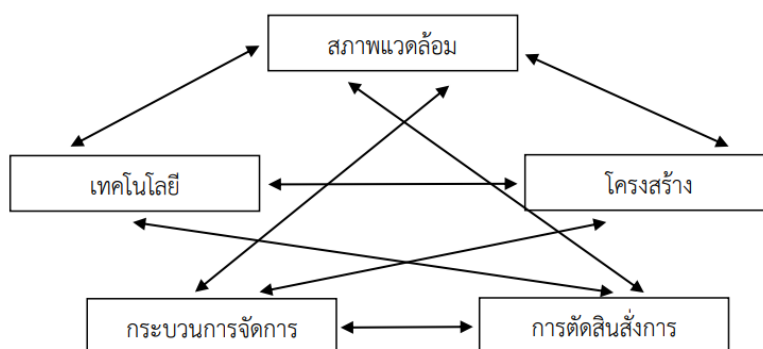 สภาพแวดล้อม
เทคโนโลยี
โครงสร้าง
กระบวนการจัดการ
การตัดสินสั่งการ